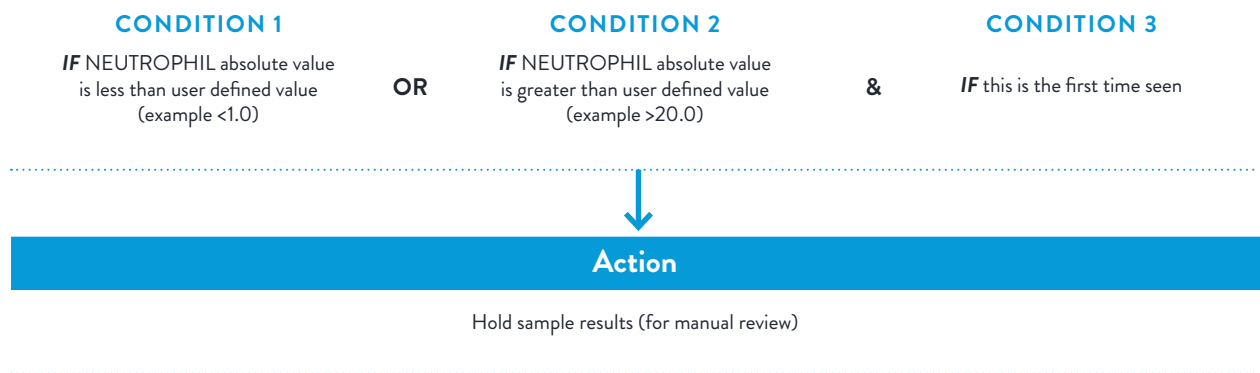 CONDITION 1
IF NEUTROPHIL absolute value
is less than user defined value
(example <1.0)
OR
CONDITION 2
IF NEUTROPHIL absolute value
is greater than user defined value
(example >20.0)
&
CONDITION 3
IF this is the first time seen
Action
Hold sample results (for manual review)